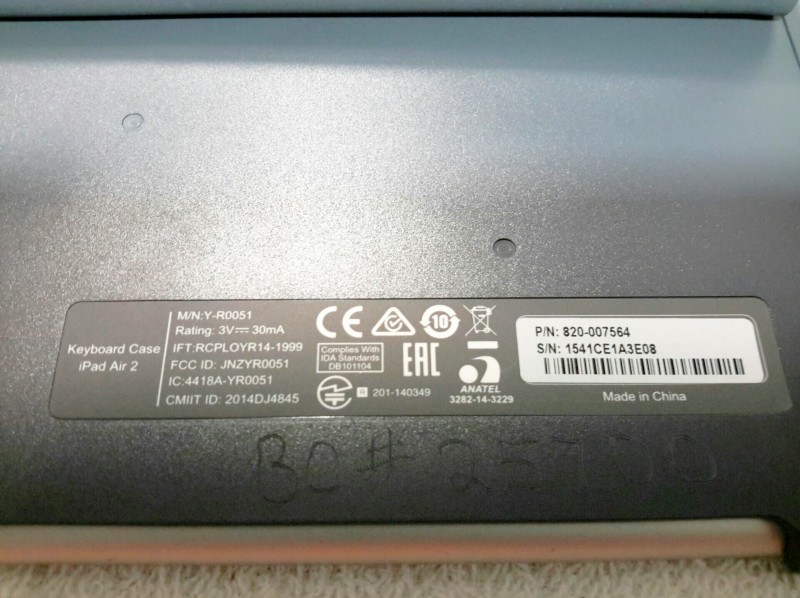 Keyboard Case
iPad Air 2
M/N:Y-R0051
Rating: 3V⎓ 30mA
IFT:RCPLOYR14-1999
FCC ID: JNZYR0051
IC:4418A-YR0051
CMIIT ID: 2014DJ4845
CE
10
Complies With
IDA Standards
DB101104
EAC
R 201-140349
ANATEL
3282-14-3229
P/N: 820-007564
S/N: 1541CE1A3E08
Made in China
BC#